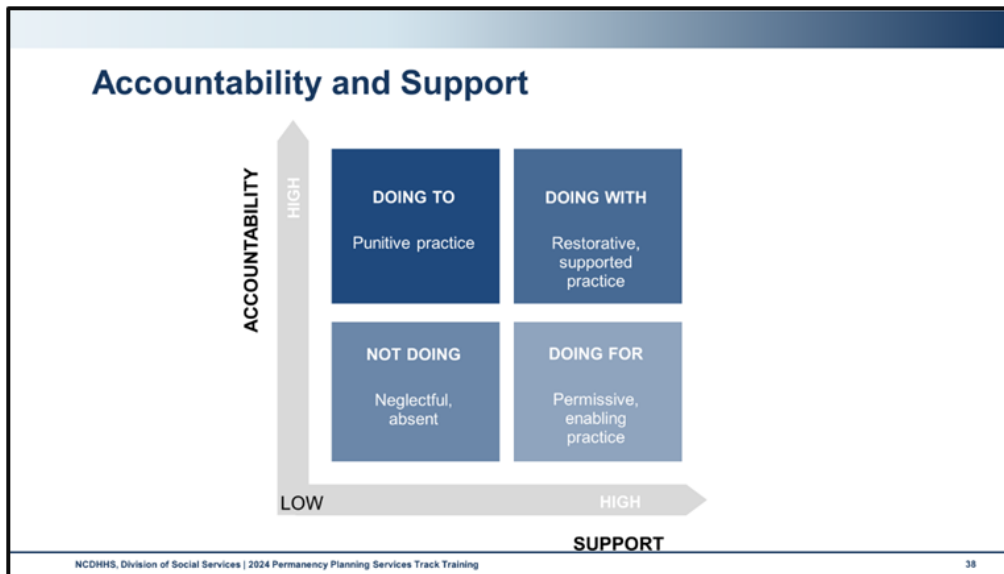 Accountability and Support
ACCOUNTABILITY
HIGH
DOING TO
Punitive practice
DOING WITH
Restorative,
supported
practice
NOT DOING
Neglectful,
absent
DOING FOR
Permissive,
enabling
practice
LOW
HIGH
SUPPORT
NCDHHS, Division of Social Services | 2024 Permanency Planning Services Track Training
38